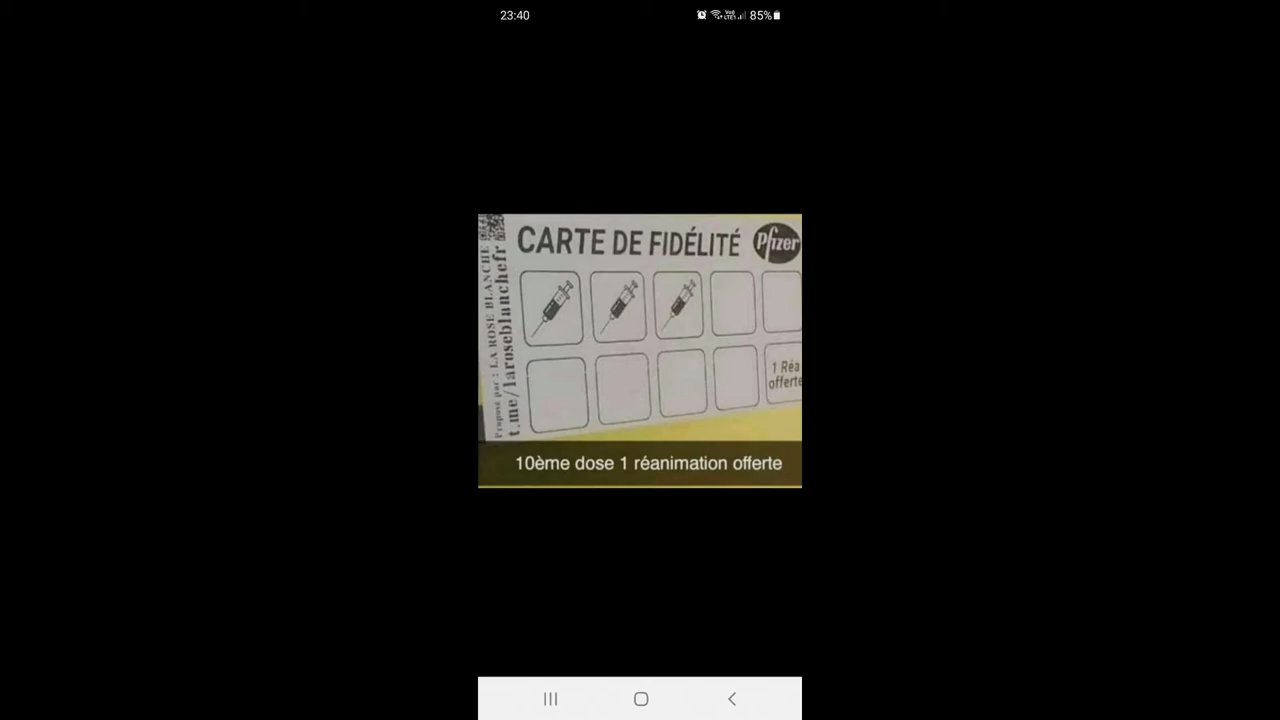 23:40
85%
CARTE DE FIDÉLITÉ
Pfizer
Proposé par : LA ROSE BLANCHE
t.me/laroseblanchefr
1 Réa
offerte
10ème dose 1 réanimation offerte